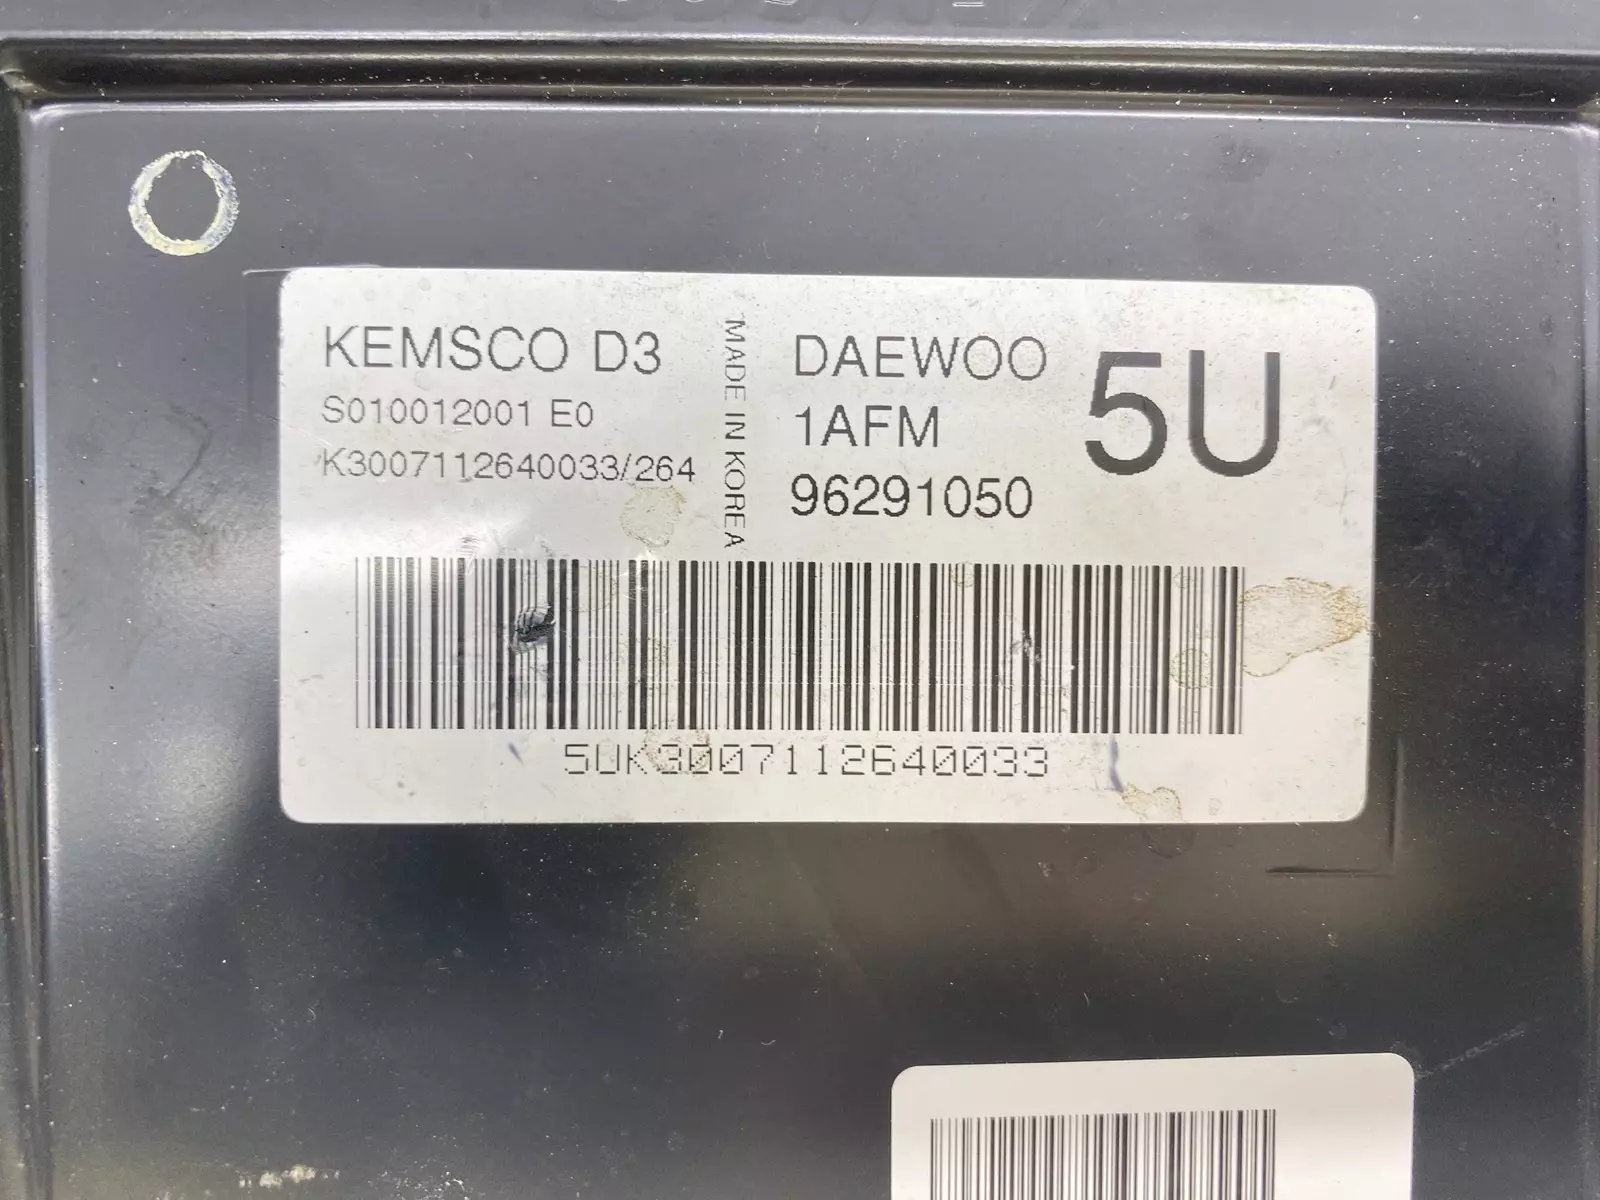 KEMSCO D3
S010012001 E0
K3007112640033/264
MADE IN KOREA
DAEWOO
1AFM
96291050
5U
5UK3007112640033